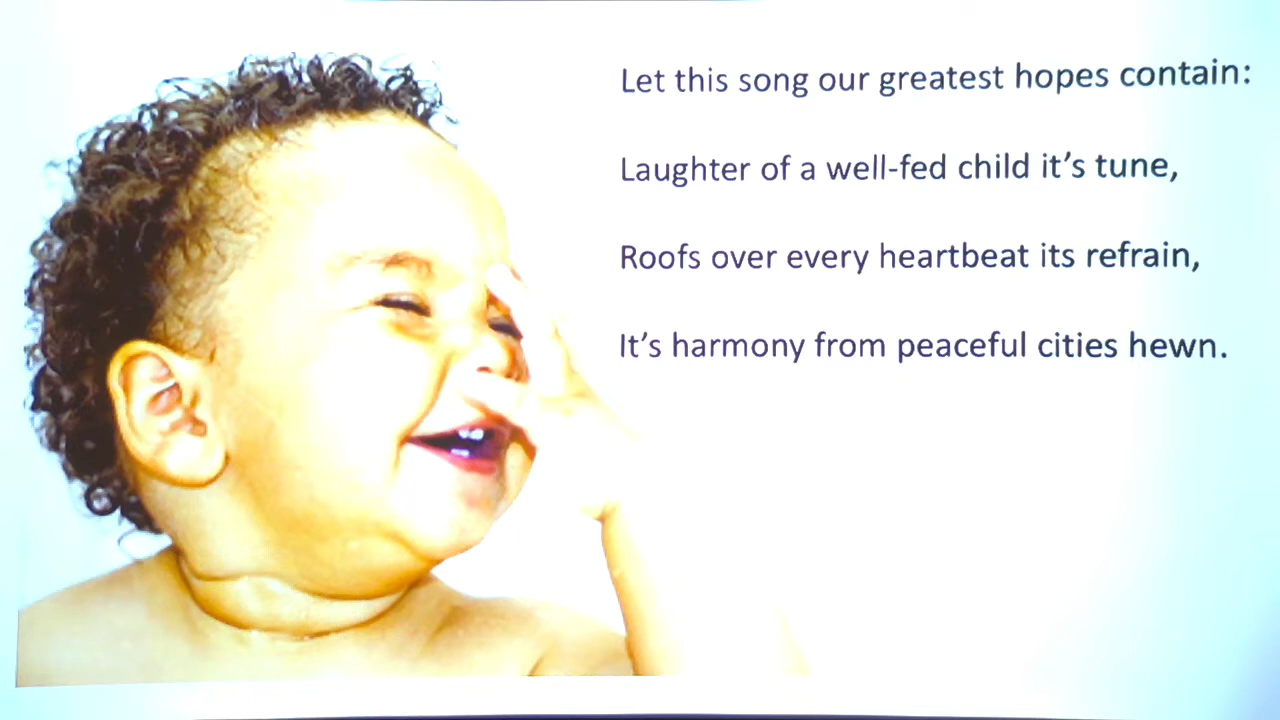 Let this song our greatest hopes contain:
Laughter of a well-fed child it’s tune,
Roofs over every heartbeat its refrain,
It’s harmony from peaceful cities hewn.